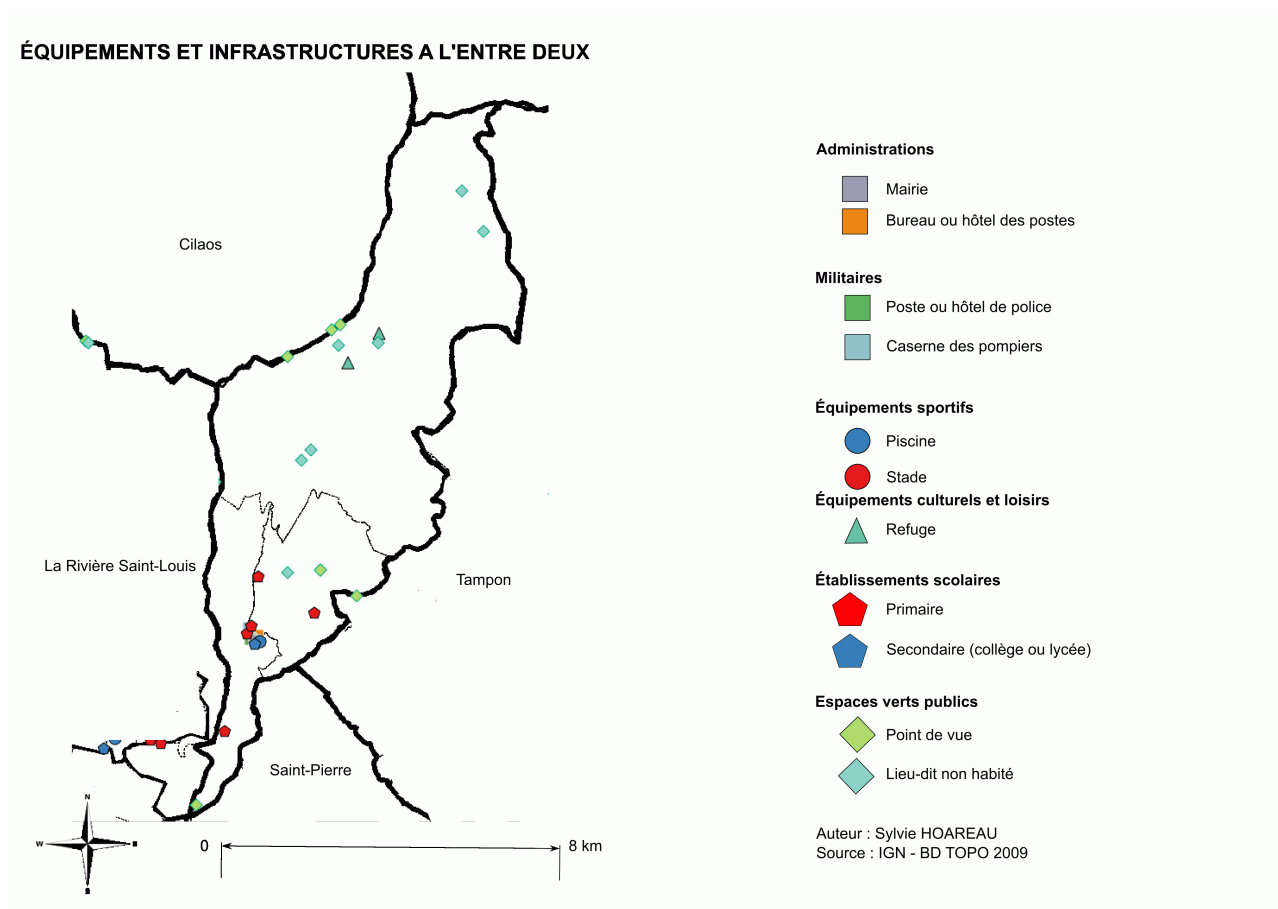 ÉQUIPEMENTS ET INFRASTRUCTURES A L'ENTRE DEUX
Cilaos
La Rivière Saint-Louis
Tampon
Saint-Pierre
N
W
0
8 km
Administrations
Mairie
Bureau ou hôtel des postes
Militaires
Poste ou hôtel de police
Caserne des pompiers
Équipements sportifs
Piscine
Stade
Équipements culturels et loisirs
Refuge
Établissements scolaires
Primaire
Secondaire (collège ou lycée)
Espaces verts publics
Point de vue
Lieu-dit non habité
Auteur : Sylvie HOAREAU
Source : IGN - BD TOPO 2009